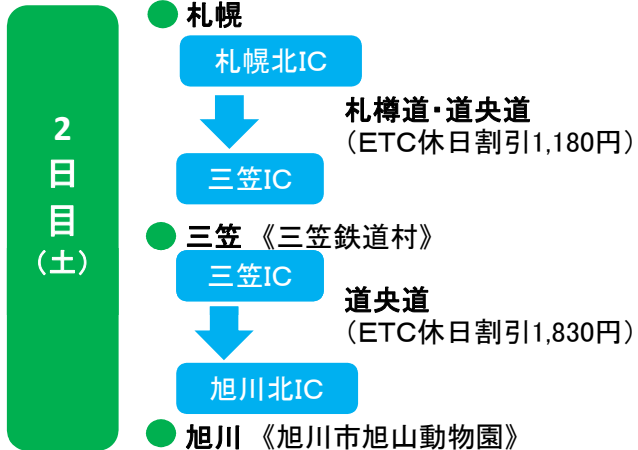 2
日
目
（土）
札幌
札幌北IC
札樽道・道央道
（ETC休日割引1,180円）
三笠IC
三笠 《三笠鉄道村》
三笠IC
道央道
（ETC休日割引1,830円）
旭川北IC
旭川 《旭川市旭山動物園》